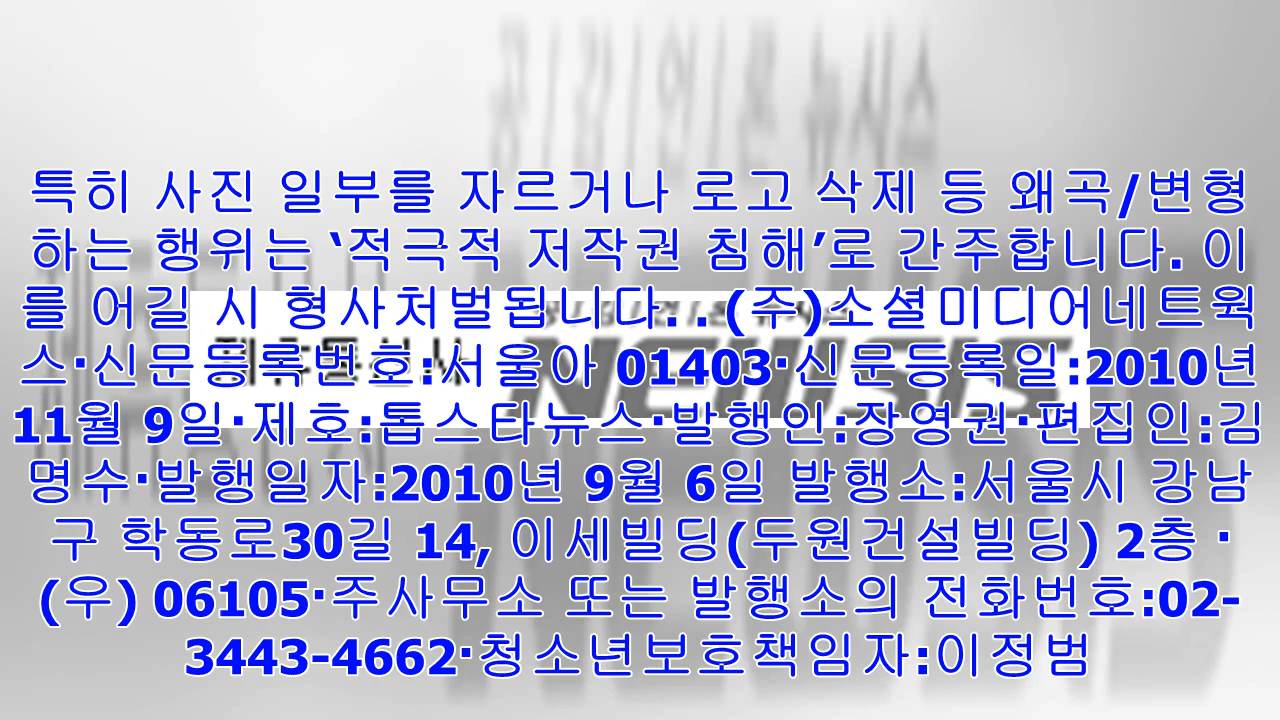 공 / 감 / 언 / 론 뉴시스
특히 사진 일부를 자르거나 로고 삭제 등 왜곡/변형
하는 행위는 ‘적극적 저작권 침해’로 간주합니다. 이
를 어길 시 형사처벌됩니다. .(주)소셜미디어네트웍
스·신문등록번호:서울아 01403·신문등록일:2010년
11월 9일·제호:톱스타뉴스·발행인:장영권·편집인:김
명수·발행일자:2010년 9월 6일 발행소:서울시 강남
구 학동로30길 14, 이세빌딩(두원건설빌딩) 2층 ·
(우) 06105·주사무소 또는 발행소의 전화번호:02-
3443-4662·청소년보호책임자:이정범
NEWSIS